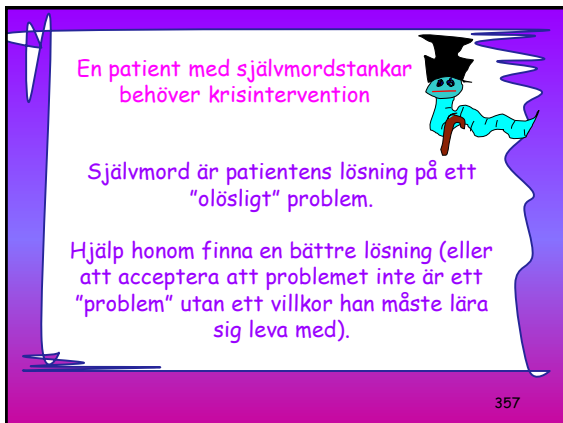 En patient med självmordstankar
behöver krisintervention
Självmord är patientens lösning på ett
”olösligt” problem.
Hjälp honom finna en bättre lösning (eller
att acceptera att problemet inte är ett
”problem” utan ett villkor han måste lära
sig leva med).
357